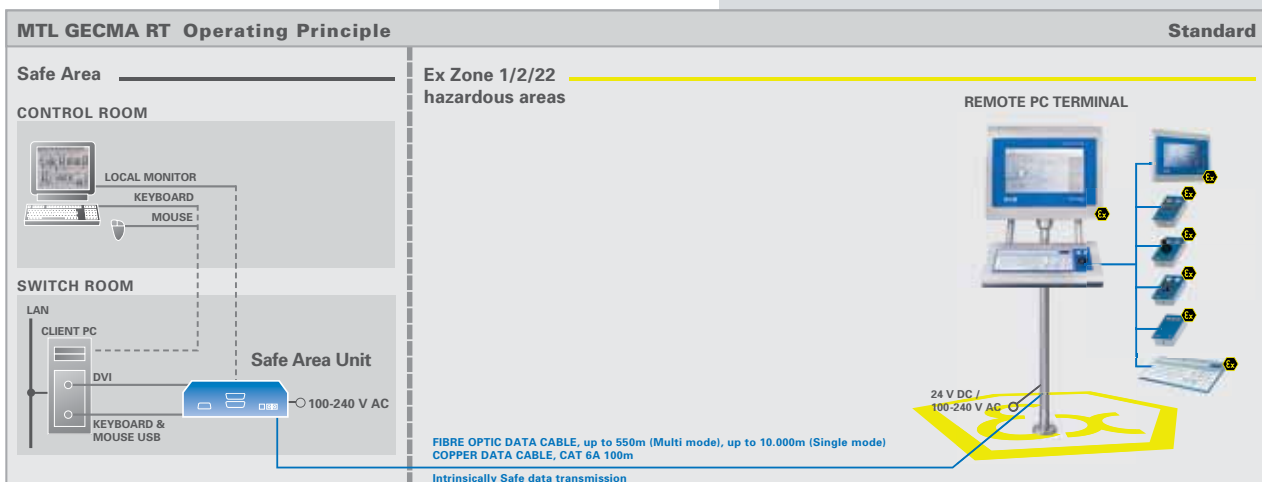 MTL GECMA RT Operating Principle
Standard
Safe Area
Ex Zone 1/2/22
hazardous areas
CONTROL ROOM
REMOTE PC TERMINAL
LOCAL MONITOR
KEYBOARD
MOUSE
Ex
Ex
Ex
Ex
Ex
Ex
Ex
SWITCH ROOM
LAN
CLIENT PC
Safe Area Unit
DVI
100-240 V AC
KEYBOARD &
MOUSE USB
24 V DC /
100-240 V AC
FIBRE OPTIC DATA CABLE, up to 550m (Multi mode), up to 10.000m (Single mode)
COPPER DATA CABLE, CAT 6A 100m
Intrinsically Safe data transmission